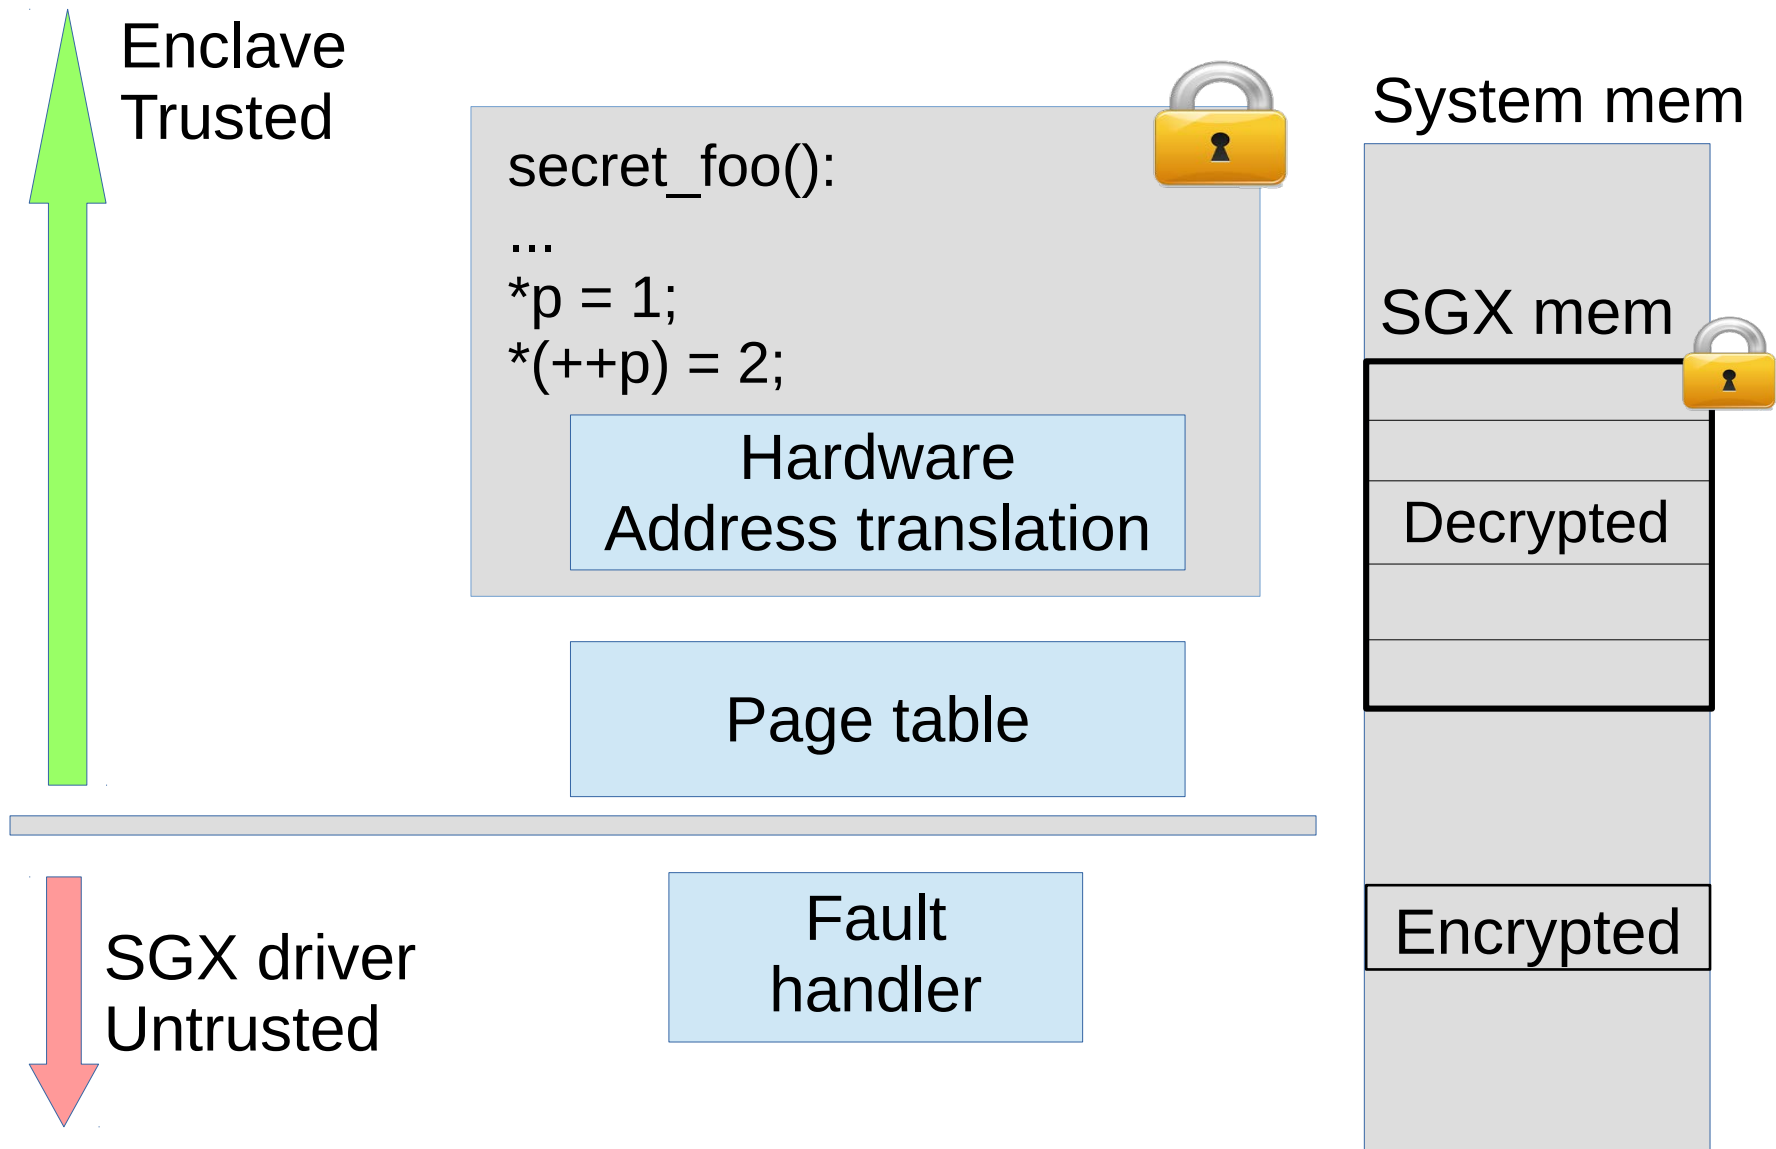 Enclave
Trusted
secret_foo():
...
*p = 1;
*(++p) = 2;
Hardware
Address translation
Page table
SGX driver
Untrusted
Fault
handler
System mem
SGX mem
Decrypted
Encrypted